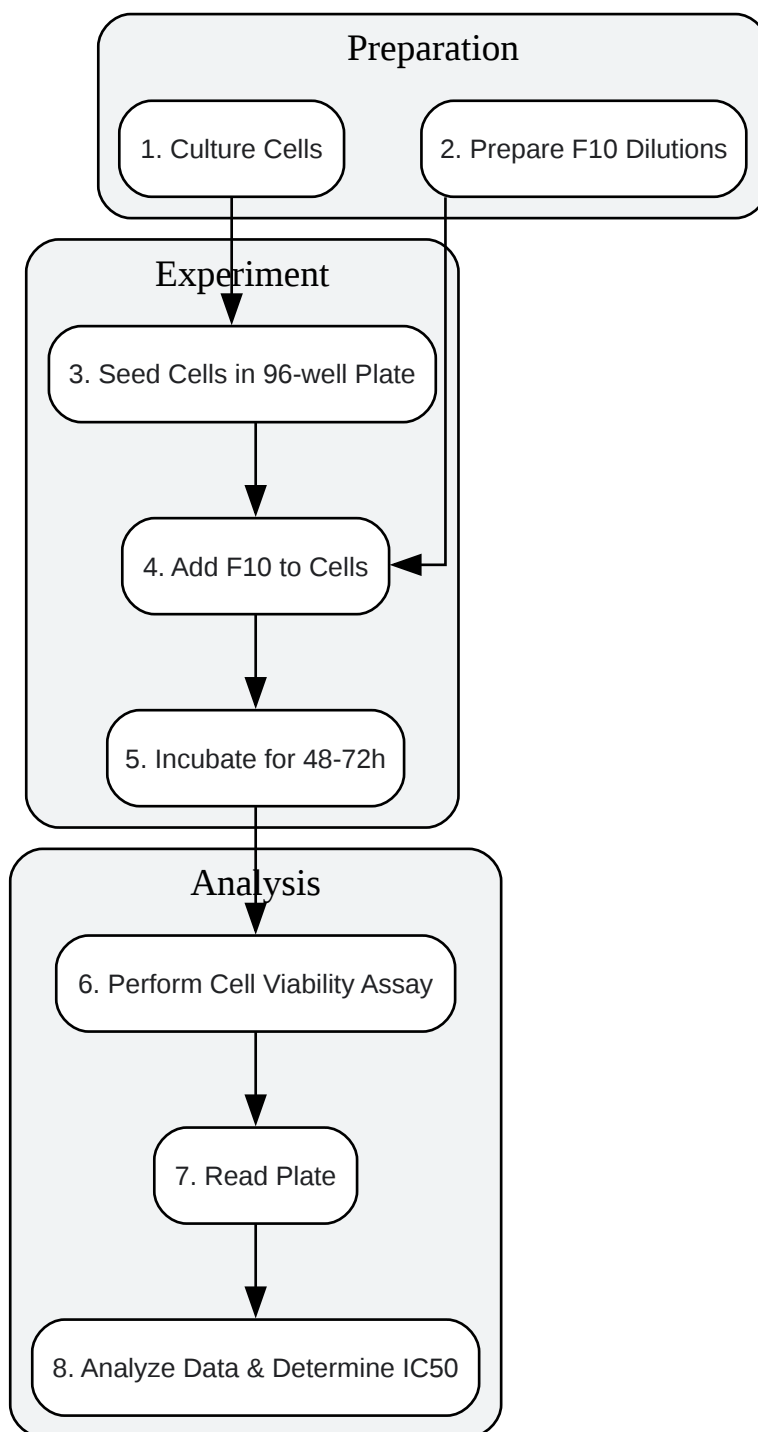 Preparation
1. Culture Cells
2. Prepare F10 Dilutions
Experiment
3. Seed Cells in 96-well Plate
4. Add F10 to Cells
5. Incubate for 48-72h
Analysis
6. Perform Cell Viability Assay
7. Read Plate
8. Analyze Data & Determine IC50